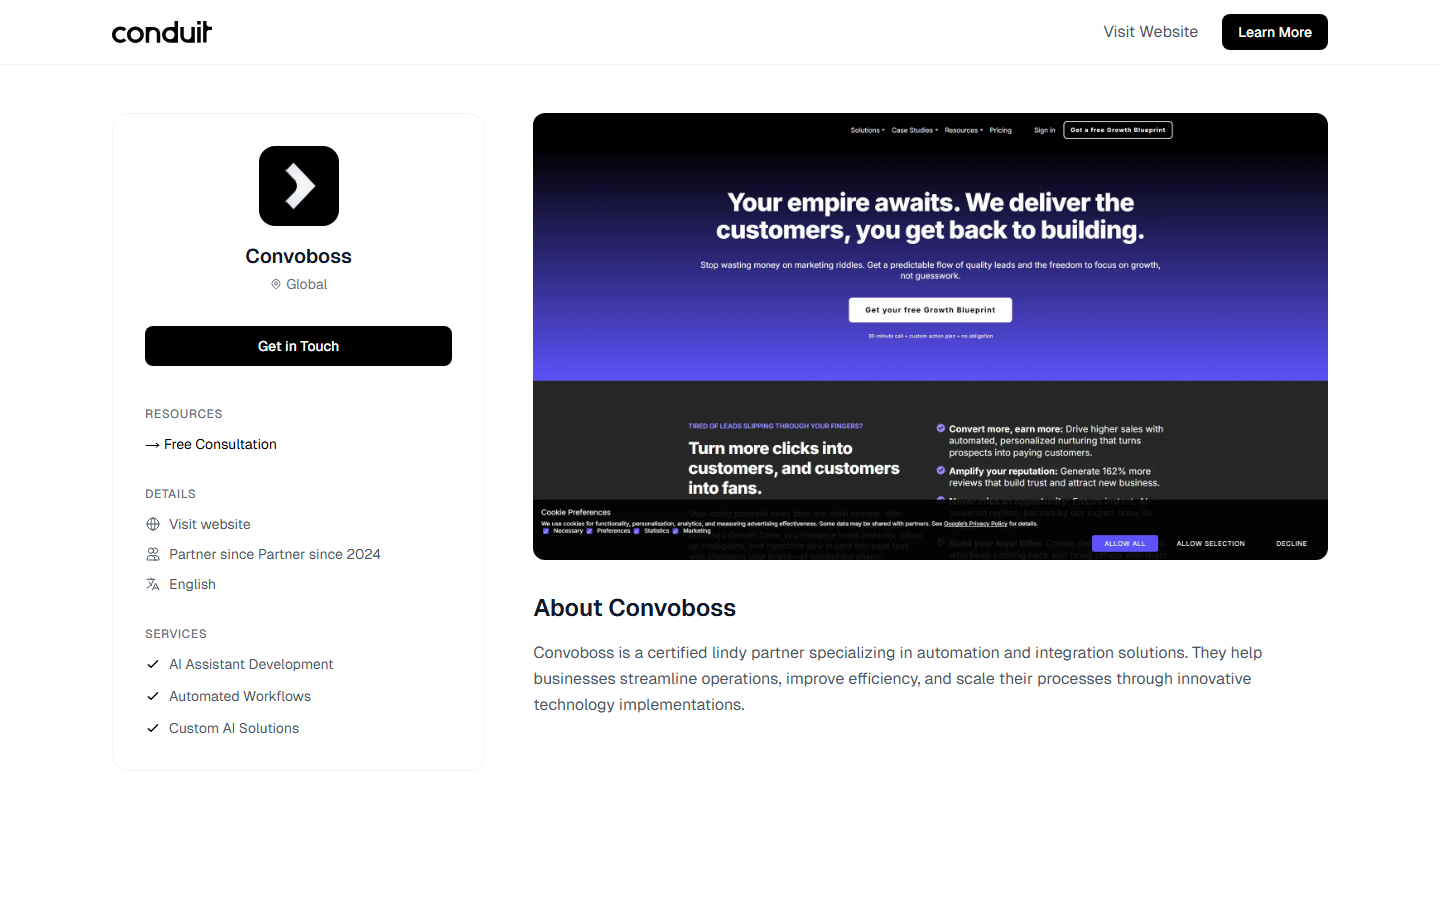 conduit
Visit Website
Learn More
Convoboss
Global
Get in Touch
RESOURCES
→ Free Consultation
DETAILS
Visit website
Partner since Partner since 2024
English
SERVICES
AI Assistant Development
Automated Workflows
Custom AI Solutions
Solutions Case Studies Resources Pricing Sign in Get a free Growth Blueprint
Your empire awaits. We deliver the
customers, you get back to building.
Stop wasting money on marketing riddles. Get a predictable flow of quality leads and the freedom to focus on growth,
not guesswork.
Get your free Growth Blueprint
30-minute call + custom action plan + no obligation
TIRED OF LEADS SLIPPING THROUGH YOUR FINGERS?
Turn more clicks into
customers, and customers
into fans.
Convert more, earn more: Drive higher sales with
automated, personalized nurturing that turns
prospects into paying customers.
Amplify your reputation: Generate 162% more
reviews that build trust and attract new business.
Cookie Preferences
We use cookies for functionality, personalisation, analytics, and measuring advertising effectiveness. Some data may be shared with partners. See Google's Privacy Policy for details.
Necessary Preferences Statistics Marketing
ALLOW ALL ALLOW SELECTION DECLINE
About Convoboss
Convoboss is a certified lindy partner specializing in automation and integration solutions. They help
businesses streamline operations, improve efficiency, and scale their processes through innovative
technology implementations.